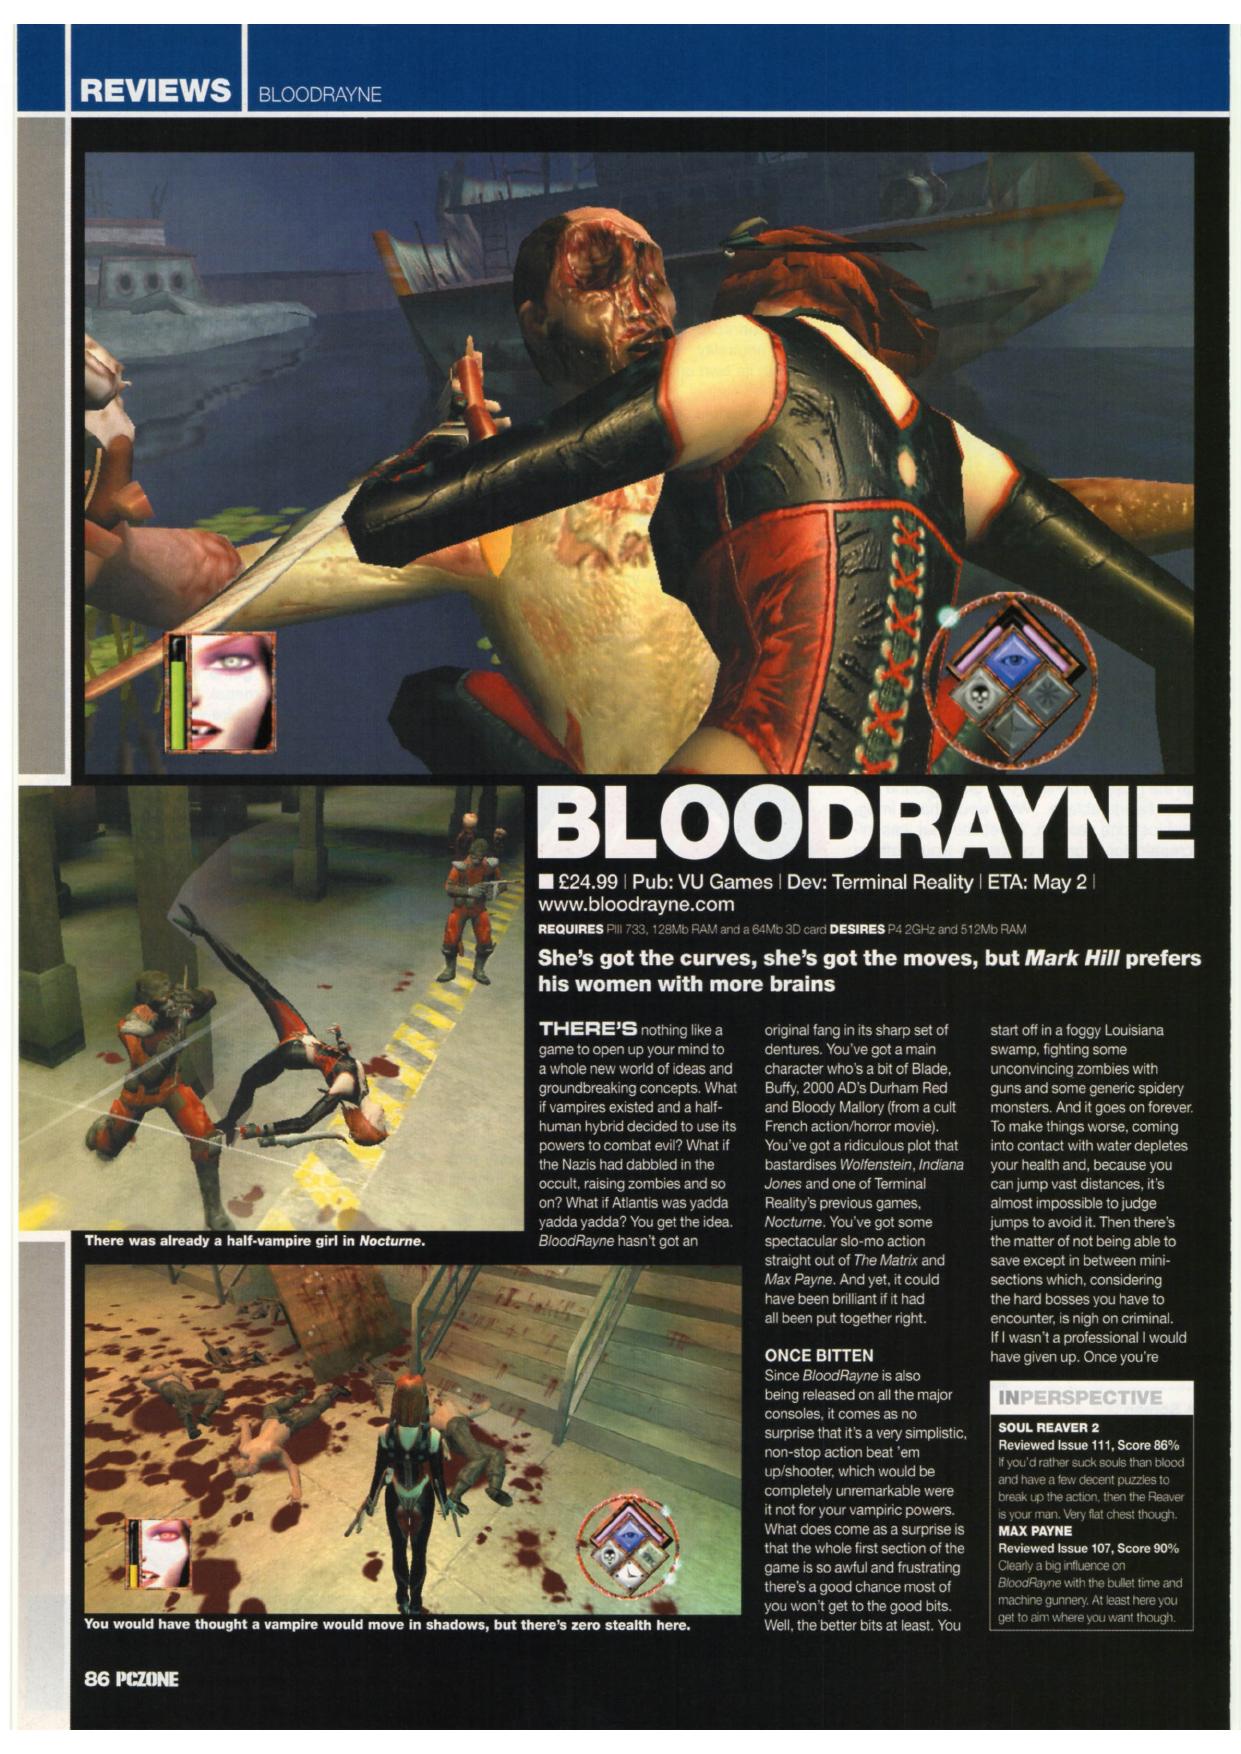 REVIEWS
BLOODRAYNE
BLOODRAYNE
£24.99 | Pub: VU Games | Dev: Terminal Reality | ETA: May 2 |
www.bloodrayne.com
REQUIRES PIII 733, 128Mb RAM and a 64Mb 3D card DESIRES P4 2GHz and 512Mb RAM
She's got the curves, she's got the moves, but Mark Hill prefers
his women with more brains
THERE'S nothing like a
game to open up your mind to
a whole new world of ideas and
groundbreaking concepts. What
if vampires existed and a half-
human hybrid decided to use its
powers to combat evil? What if
the Nazis had dabbled in the
occult, raising zombies and so
on? What if Atlantis was yadda
yadda yadda? You get the idea.
BloodRayne hasn't got an
original fang in its sharp set of
dentures. You've got a main
character who's a bit of Blade,
Buffy, 2000 AD's Durham Red
and Bloody Mallory (from a cult
French action/horror movie).
You've got a ridiculous plot that
bastardises Wolfenstein, Indiana
Jones and one of Terminal
Reality's previous games,
Nocturne. You've got some
spectacular slo-mo action
straight out of The Matrix and
Max Payne. And yet, it could
have been brilliant if it had
all been put together right.
ONCE BITTEN
Since BloodRayne is also
being released on all the major
consoles, it comes as no
surprise that it's a very simplistic,
non-stop action beat 'em
up/shooter, which would be
completely unremarkable were
it not for your vampiric powers.
What does come as a surprise is
that the whole first section of the
game is so awful and frustrating
there's a good chance most of
you won't get to the good bits.
Well, the better bits at least. You
start off in a foggy Louisiana
swamp, fighting some
unconvincing zombies with
guns and some generic spidery
monsters. And it goes on forever.
To make things worse, coming
into contact with water depletes
your health and, because you
can jump vast distances, it's
almost impossible to judge
jumps to avoid it. Then there's
the matter of not being able to
save except in between mini-
sections which, considering
the hard bosses you have to
encounter, is nigh on criminal.
If I wasn't a professional I would
have given up. Once you're
INPERSPECTIVE
SOUL REAVER 2
Reviewed Issue 111, Score 86%
If you'd rather suck souls than blood
and have a few decent puzzles to
break up the action, then the Reaver
is your man. Very flat chest though.
MAX PAYNE
Reviewed Issue 107, Score 90%
Clearly a big influence on
BloodRayne with the bullet time and
machine gunnery. At least here you
get to aim where you want though.
There was already a half-vampire girl in Nocturne.
You would have thought a vampire would move in shadows, but there's zero stealth here.
86 PCZONE